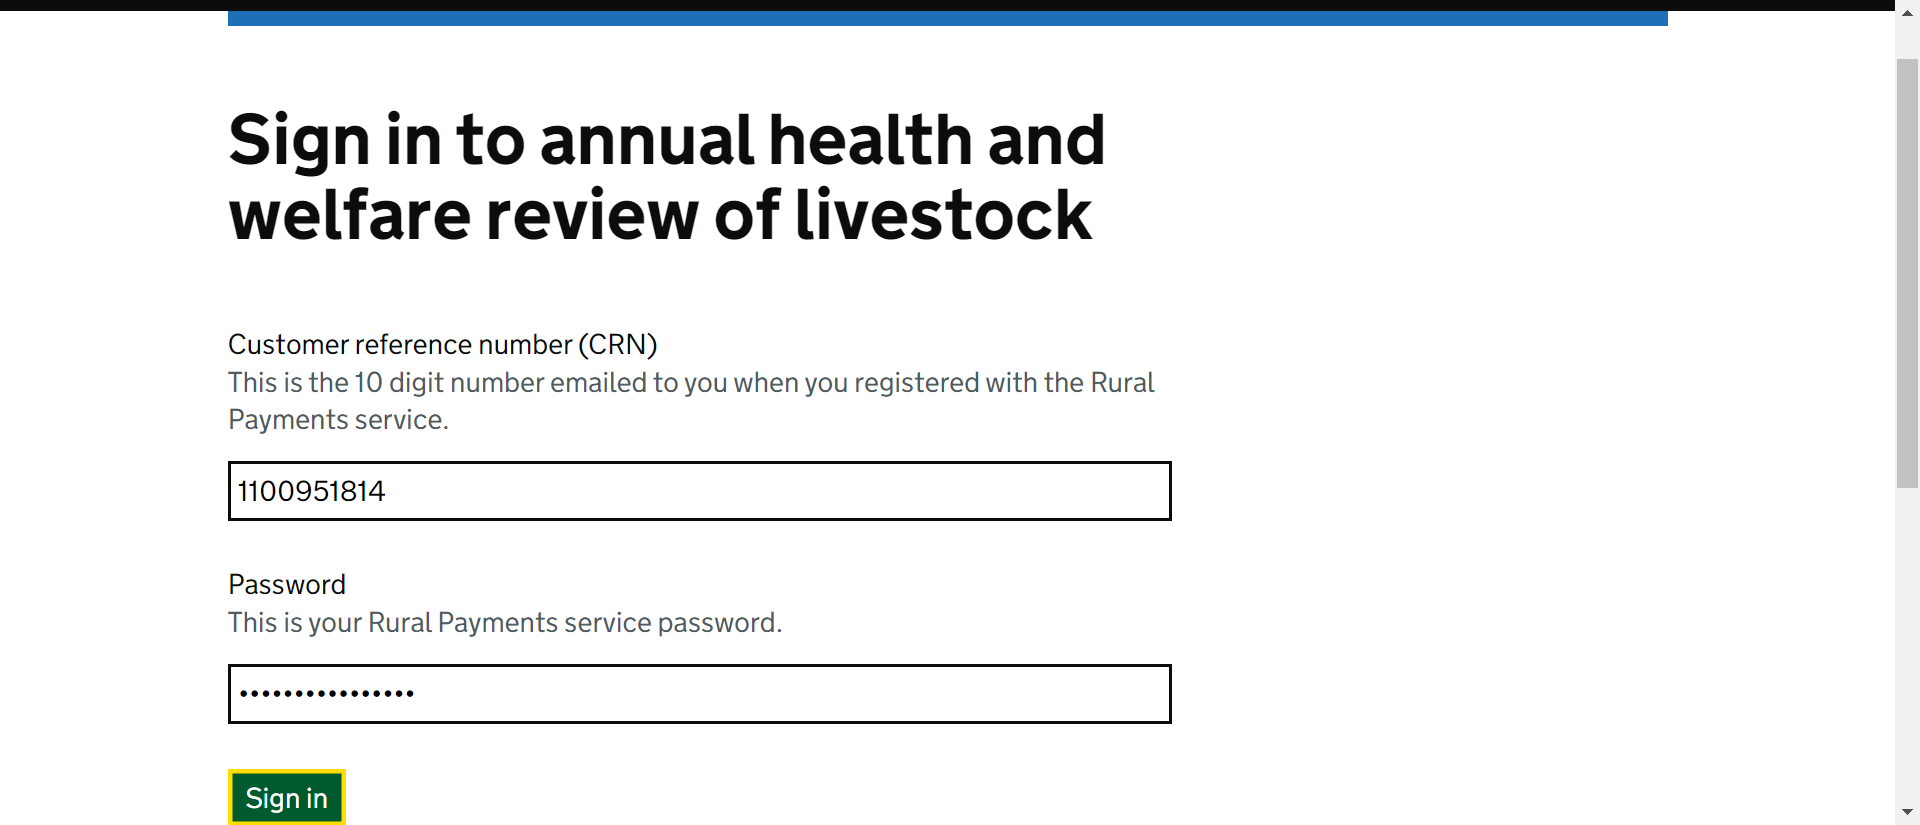 Sign in to annual health and
welfare review of livestock
Customer reference number (CRN)
This is the 10 digit number emailed to you when you registered with the Rural
Payments service.
1100951814
Password
This is your Rural Payments service password.
••••••••••••••••
Sign in